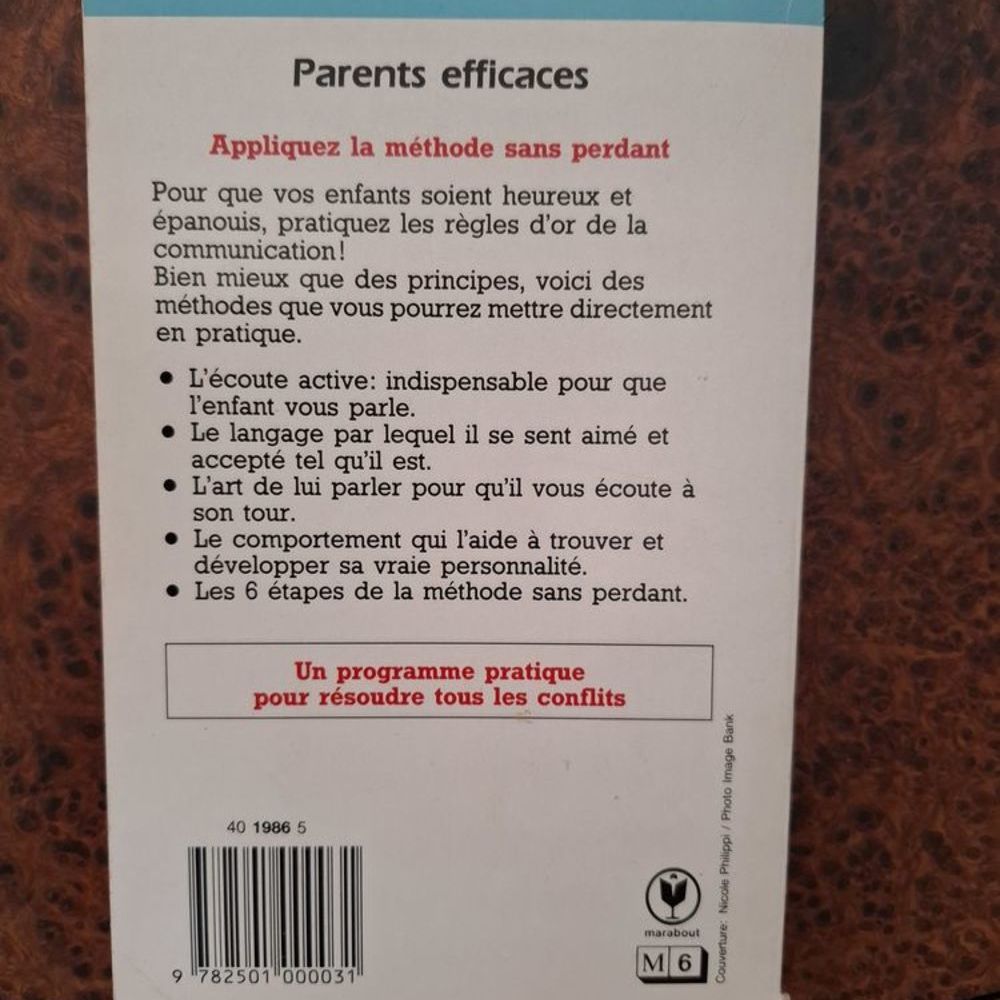 Parents efficaces
Appliquez la méthode sans perdant
Pour que vos enfants soient heureux et
épanouis, pratiquez les règles d'or de la
communication!
Bien mieux que des principes, voici des
méthodes que vous pourrez mettre directement
en pratique.
• L'écoute active: indispensable pour que
l'enfant vous parle.
• Le langage par lequel il se sent aimé et
accepté tel qu'il est.
• L'art de lui parler pour qu'il vous écoute à
son tour.
• Le comportement qui l'aide à trouver et
développer sa vraie personnalité.
• Les 6 étapes de la méthode sans perdant.
Un programme pratique
pour résoudre tous les conflits
40 1986 5
9 782501 000031
marabout
M 6
Couverture: Nicole Philippi / Photo Image Bank